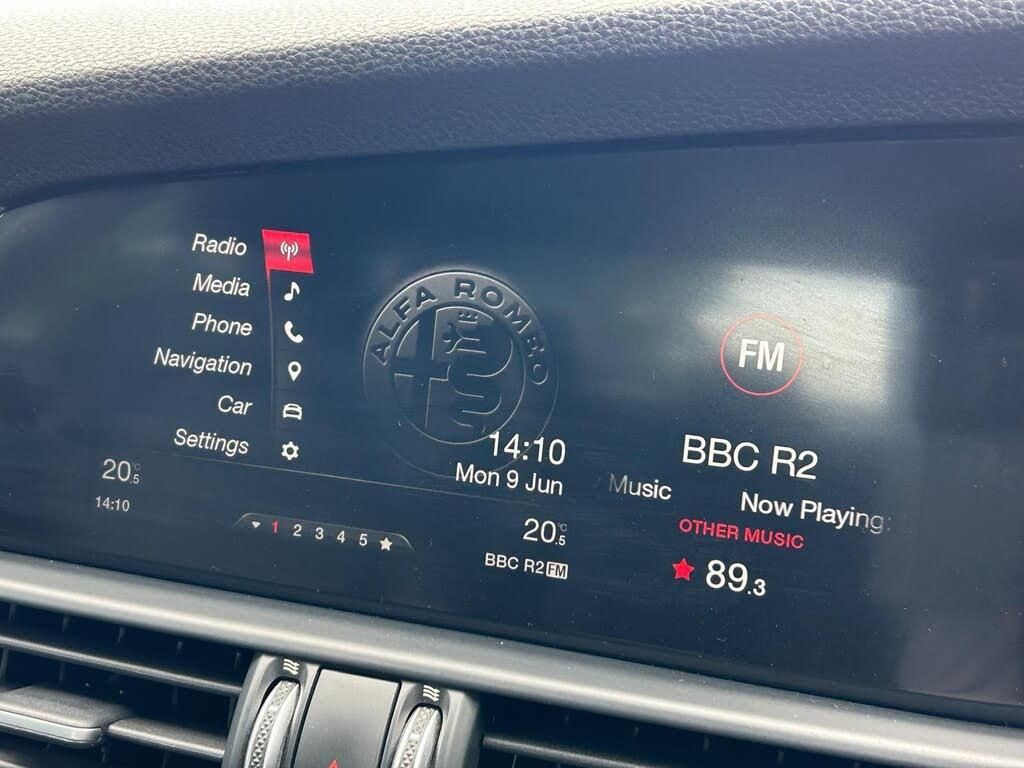 Radio
Media
Phone
Navigation
Car
Settings
20.5°C
14:10
1 2 3 4 5
ALFA ROMEO
14:10
Mon 9 Jun
20.5°C
BBC R2 FM
FM
BBC R2
Music Now Playing:
OTHER MUSIC
89.3